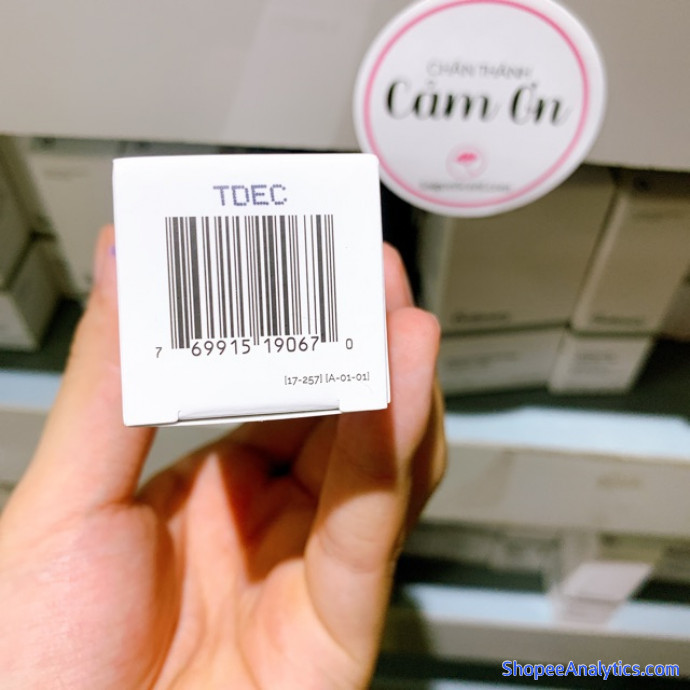 CHÂN THÀNH
Cảm Ơn
TDEC
7 69915 19067 0
[17-257] [A-01-01]
ShopeeAnalytics.com